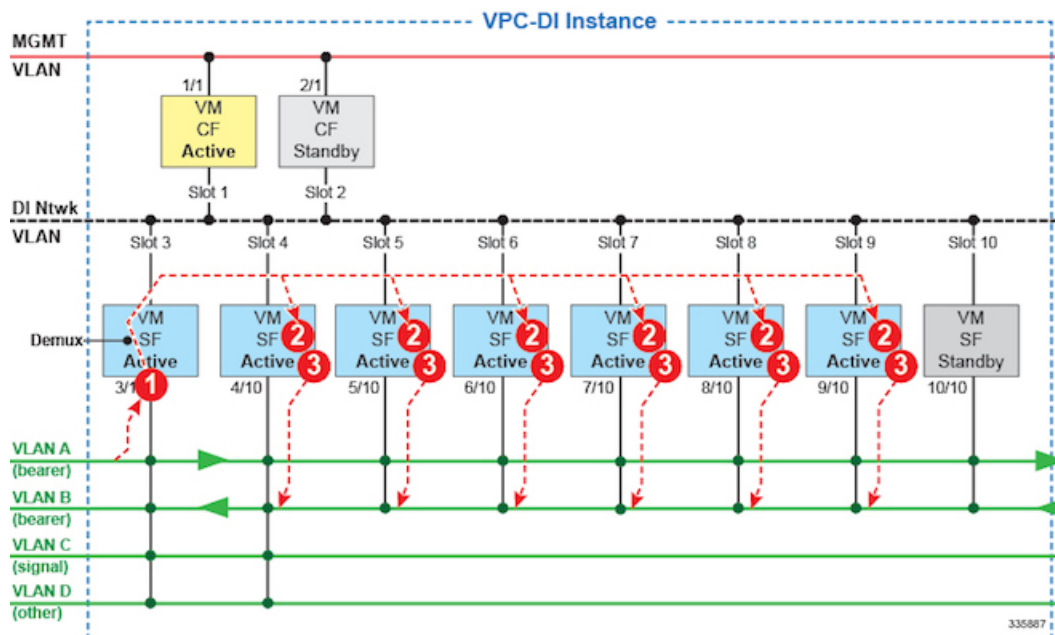 VPC-DI Instance
MGMT
VLAN
1/1
2/1
VM
CF
Active
VM
CF
Standby
Slot 1
Slot 2
DI Ntwk
VLAN
Slot 3
Slot 4
Slot 5
Slot 6
Slot 7
Slot 8
Slot 9
Slot 10
Demux
VM
SF
Active
VM
SF
Active
VM
SF
Active
VM
SF
Active
VM
SF
Active
VM
SF
Active
VM
SF
Active
VM
SF
Standby
1
2
3
2
3
2
3
2
3
2
3
2
3
4/10
5/10
6/10
7/10
8/10
9/10
10/10
VLAN A
(bearer)
VLAN B
(bearer)
VLAN C
(signal)
VLAN D
(other)
335887